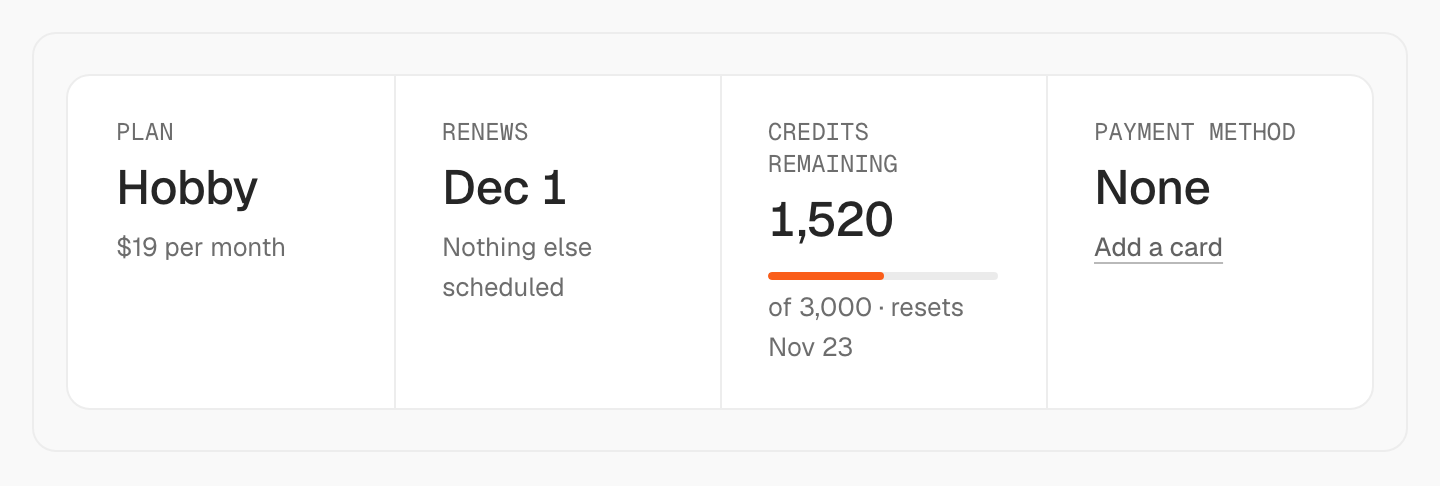 PLAN
Hobby
$19 per month
RENEWS
Dec 1
Nothing else
scheduled
CREDITS
REMAINING
1,520
of 3,000 · resets
Nov 23
PAYMENT METHOD
None
Add a card